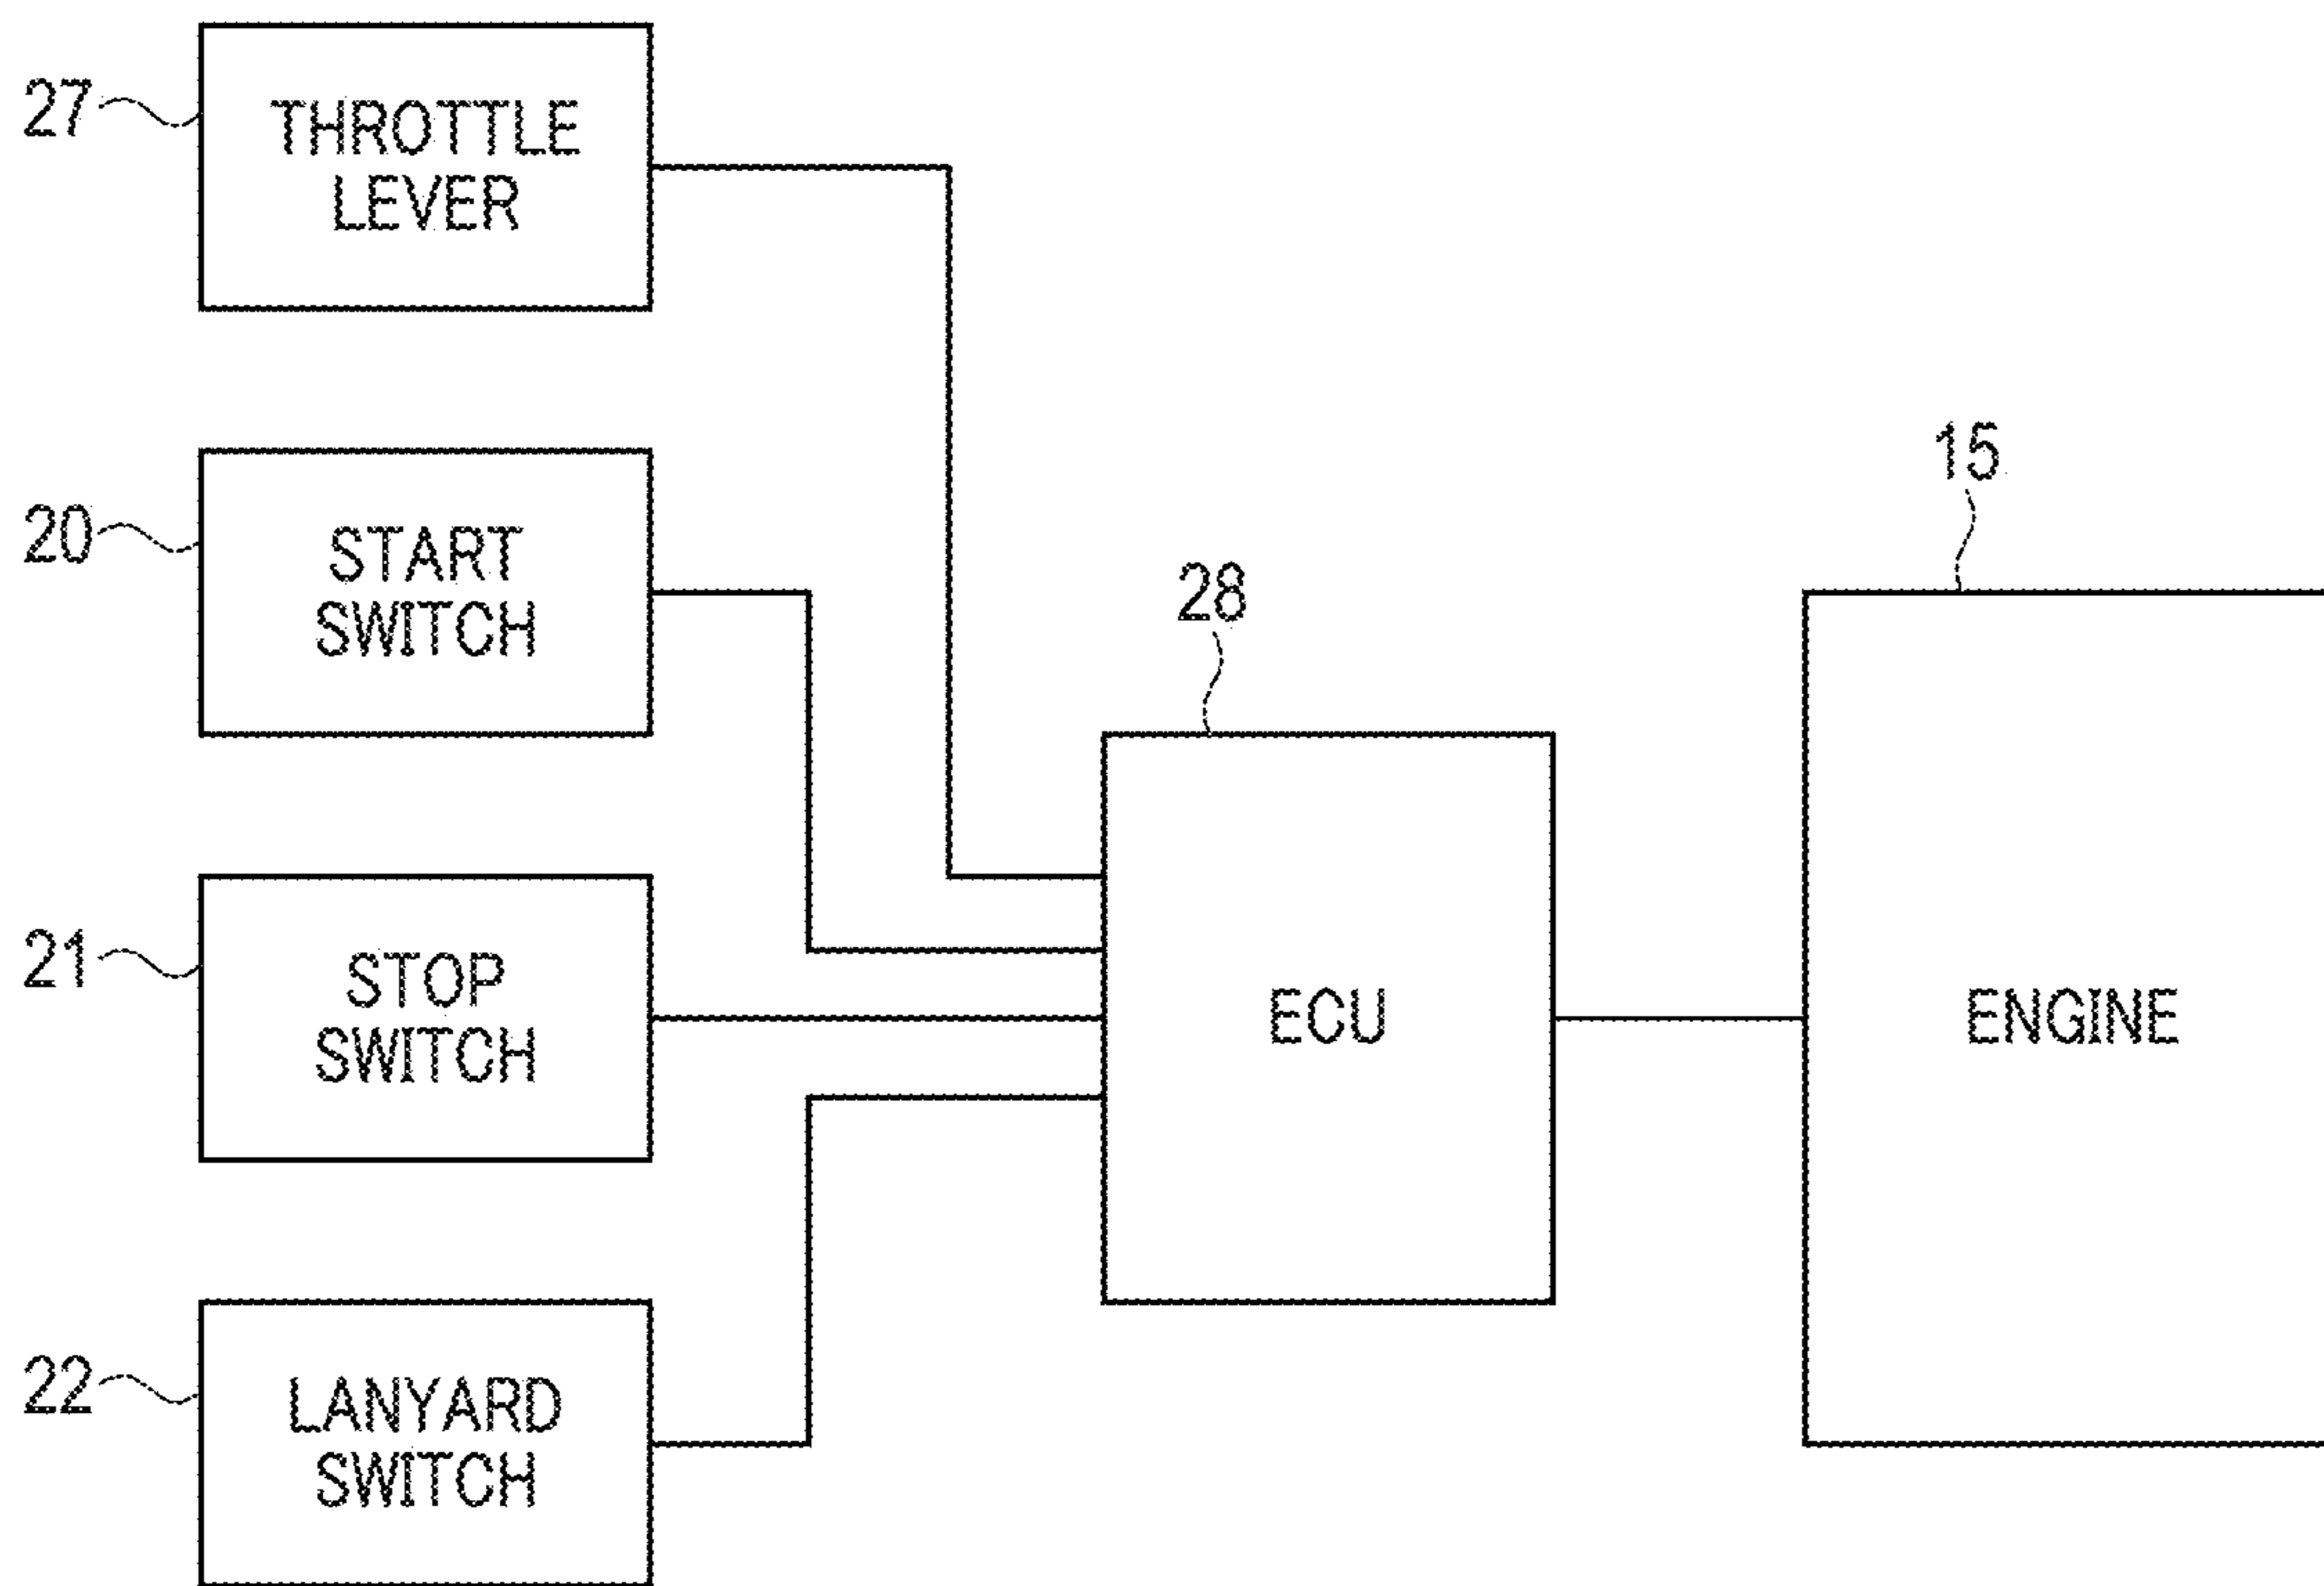 27
THROTTLE
LEVER
20
START
SWITCH
15
28
21
STOP
SWITCH
ECU
ENGINE
22
LANYARD
SWITCH